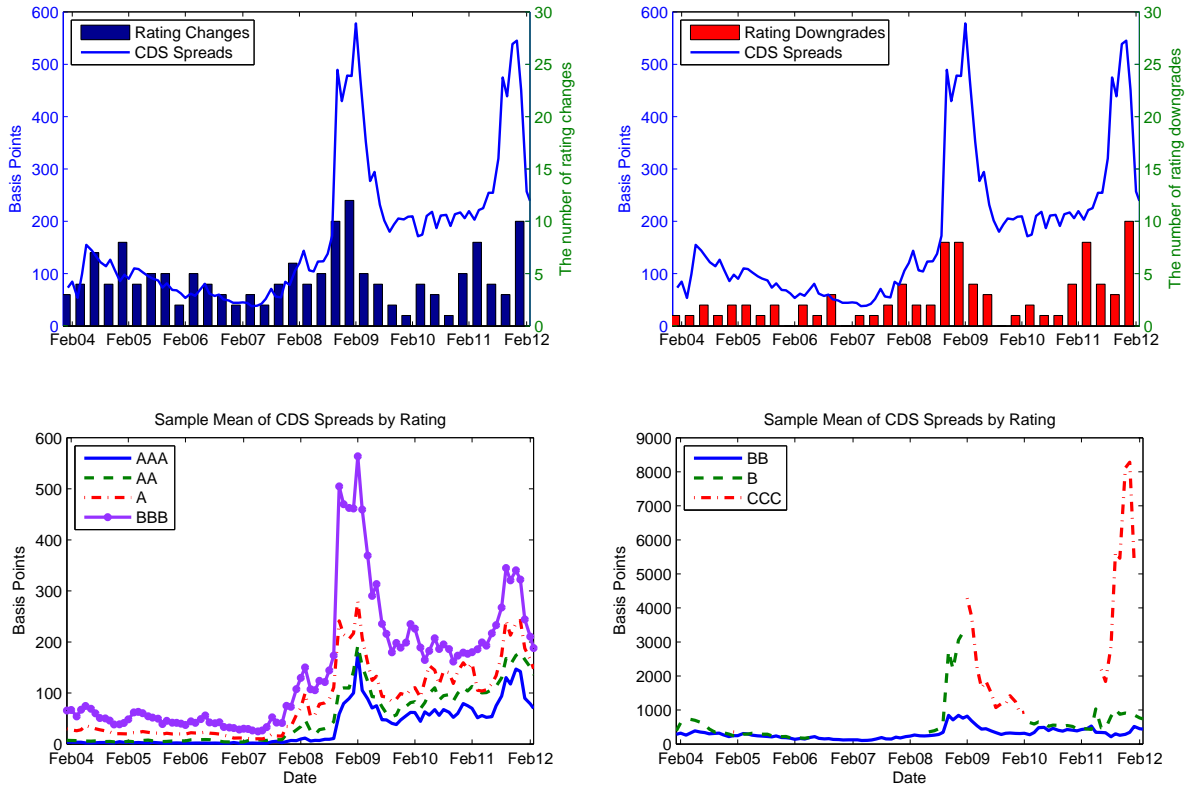 600
500
400
300
200
100
0
Basis Points
Rating Changes
CDS Spreads
30
25
20
15
10
5
0
The number of rating changes
Feb04 Feb05 Feb06 Feb07 Feb08 Feb09 Feb10 Feb11 Feb12
600
500
400
300
200
100
0
Basis Points
Rating Downgrades
CDS Spreads
30
25
20
15
10
5
0
The number of rating downgrades
Feb04 Feb05 Feb06 Feb07 Feb08 Feb09 Feb10 Feb11 Feb12
Sample Mean of CDS Spreads by Rating
600
500
400
300
200
100
0
Basis Points
AAA
AA
A
BBB
Feb04 Feb05 Feb06 Feb07 Feb08 Feb09 Feb10 Feb11 Feb12
Date
Sample Mean of CDS Spreads by Rating
9000
8000
7000
6000
5000
4000
3000
2000
1000
0
Basis Points
BB
B
CCC
Feb04 Feb05 Feb06 Feb07 Feb08 Feb09 Feb10 Feb11 Feb12
Date